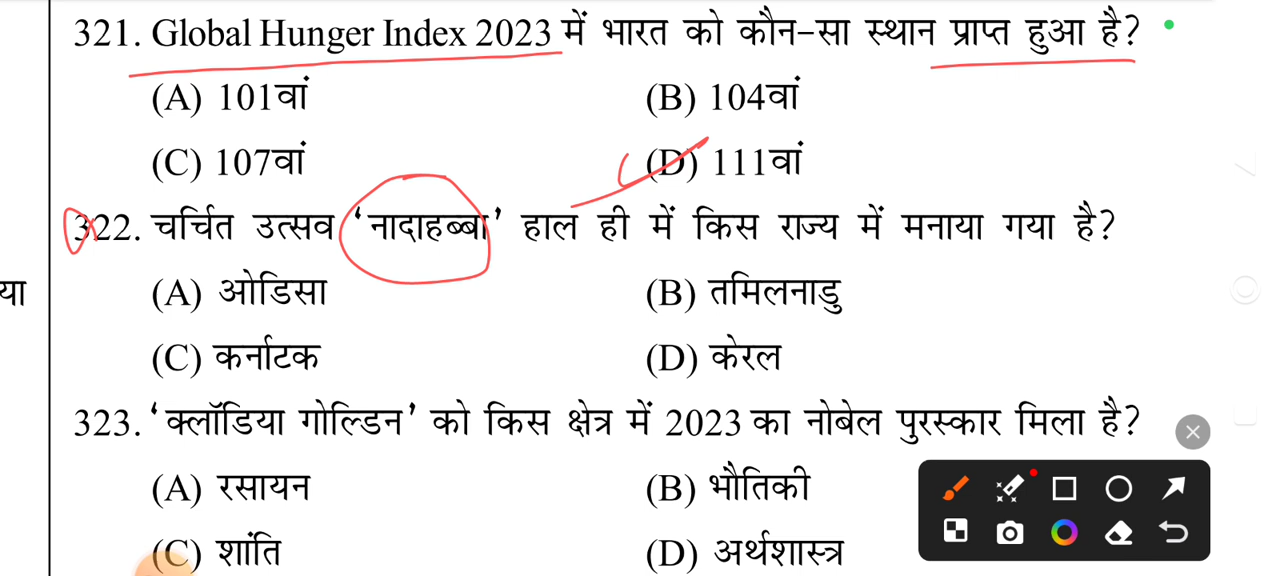 321. Global Hunger Index 2023 में भारत को कौन-सा स्थान प्राप्त हुआ है?
(A) 101वां (B) 104वां
(C) 107वां (D) 111वां
322. चर्चित उत्सव ‘नादाहब्बा’ हाल ही में किस राज्य में मनाया गया है?
या (A) ओडिसा (B) तमिलनाडु
(C) कर्नाटक (D) केरल
323. ‘क्लॉडिया गोल्डिन’ को किस क्षेत्र में 2023 का नोबेल पुरस्कार मिला है?
(A) रसायन (B) भौतिकी
(C) शांति (D) अर्थशास्त्र